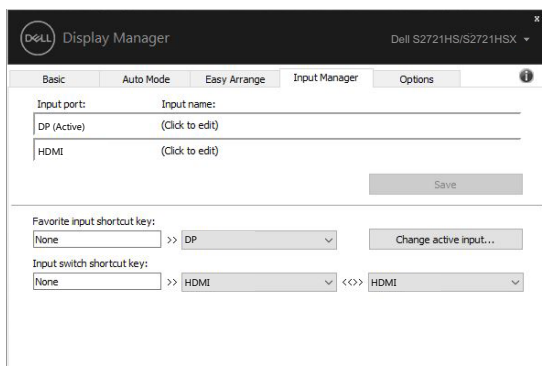 x
DELL Display Manager Dell S2721HS/S2721HSX
Basic Auto Mode Easy Arrange Input Manager Options i
Input port: Input name:
DP (Active) (Click to edit)
HDMI (Click to edit)
Save
Favorite input shortcut key:
None >> DP Change active input...
Input switch shortcut key:
None >> HDMI <<>> HDMI